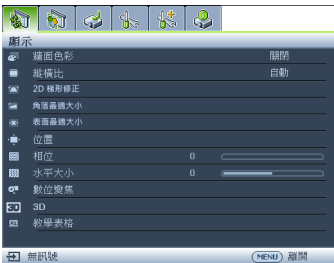 顯示
牆面色彩 關閉
縱橫比 自動
2D 梯形修正
角落最適大小
表面最適大小
位置
相位 0
水平大小 0
數位變焦
3D 3D
教學表格
無訊號 MENU 離開